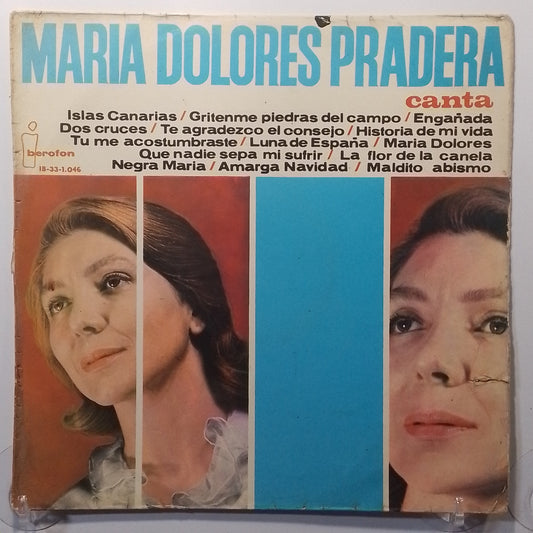 MARIA DOLORES PRADERA
canta
Islas Canarias / Gritenme piedras del campo / Engañada
Dos cruces / Te agradezco el consejo / Historia de mi vida
Tu me acostumbraste / Luna de España / Maria Dolores
Que nadie sepa mi sufrir / La flor de la canela
Negra Maria / Amarga Navidad / Maldito abismo
iberofon
IB-33-1.046